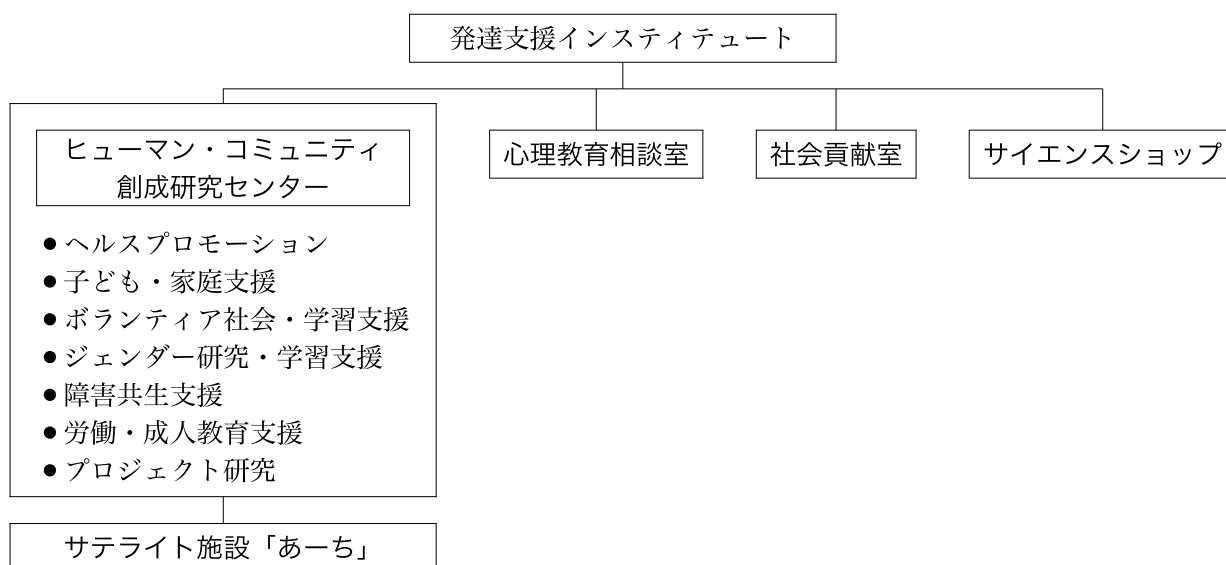 発達支援インスティテュート
ヒューマン・コミュニティ
創成研究センター
心理教育相談室
社会貢献室
サイエンスショップ
●ヘルスプロモーション
●子ども・家庭支援
●ボランティア社会・学習支援
●ジェンダー研究・学習支援
●障害共生支援
●労働・成人教育支援
●プロジェクト研究
サテライト施設「あーち」